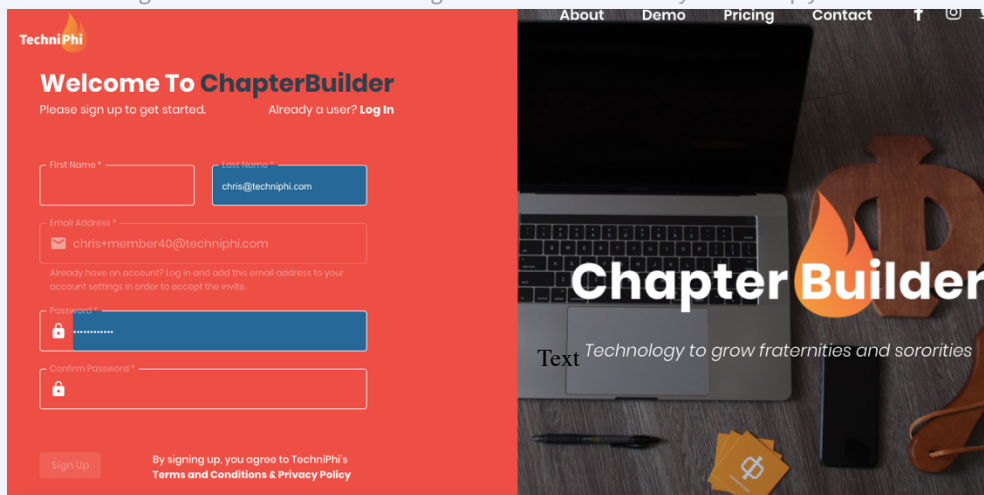 About Demo Pricing Contact
TechniPhi
Welcome To ChapterBuilder
Please sign up to get started. Already a user? Log In
First Name * Last Name *
chris@techniphi.com
Email Address *
chris+member40@techniphi.com
Already have an account? Log in and add this email address to your
account settings in order to accept the invite.
Password *
Confirm Password *
Sign Up
By signing up, you agree to TechniPhi's
Terms and Conditions & Privacy Policy
Chapter Builder
Text
Technology to grow fraternities and sororities